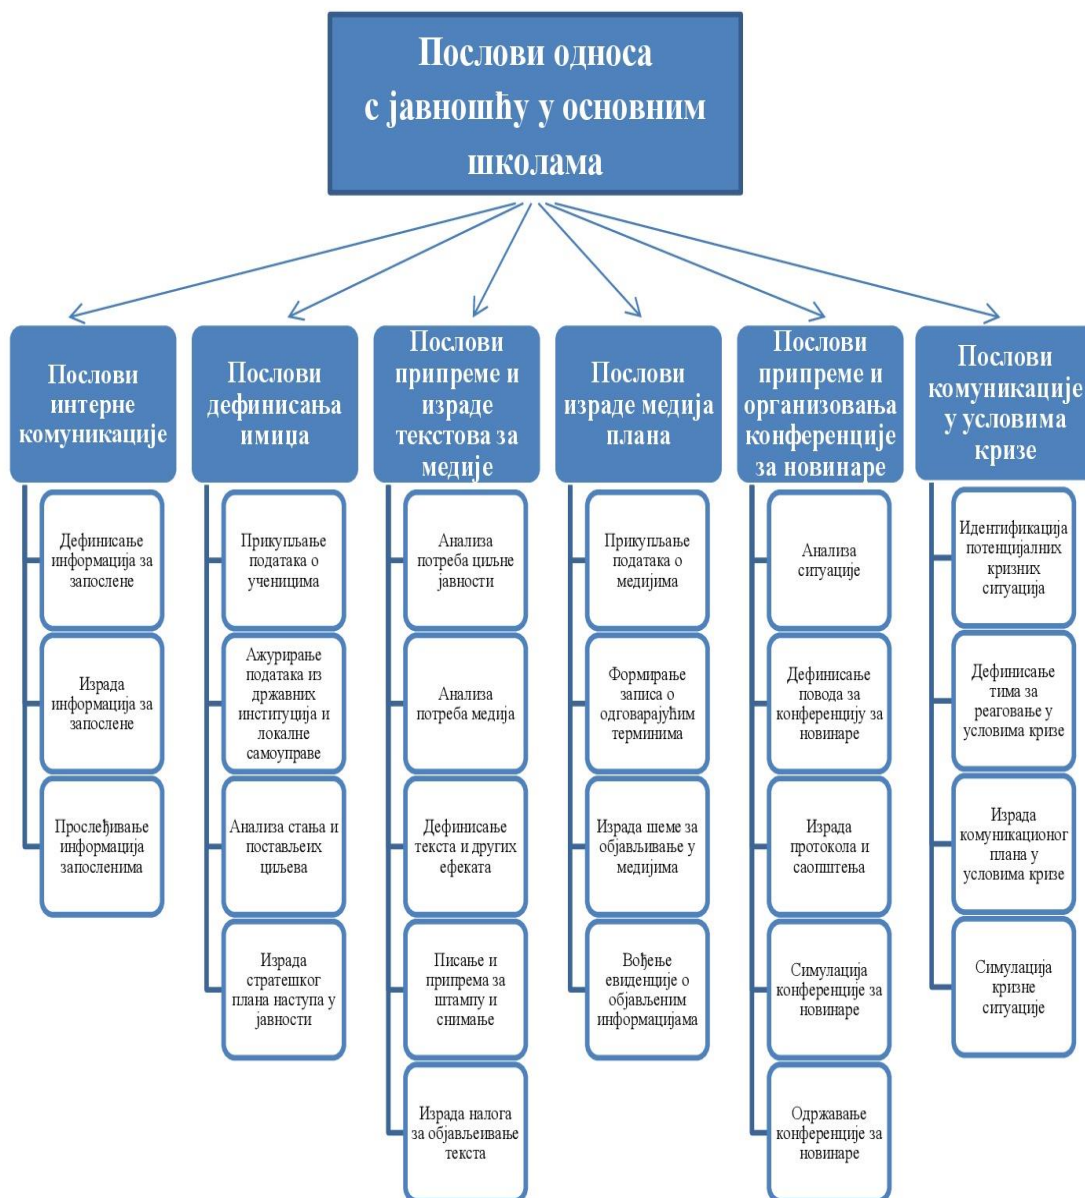 Послови односа
с јавношћу у основним
школама
Послови
интерне
комуникације
Дефинисање
информација за
запослене
Израда
информација за
запослене
Прослеђивање
информација
запосленима
Послови
дефинисања
имиџа
Прикупљање
података о
ученицима
Ажурирање
података из
државних
институција и
локалне
самоуправе
Анализа стања и
постављеих
циљева
Израда
стратешког
плана наступа у
јавности
Послови
припреме и
израде
текстова за
медије
Анализа
потреба циљне
јавности
Анализа
потреба медија
Дефинисање
текста и других
ефеката
Писање и
припрема за
штампу и
снимање
Израда налога
за објављеивање
текста
Послови
израде медија
плана
Прикупљање
података о
медијима
Формирање
записа о
одговарајућим
терминима
Израда шеме за
објављивање у
медијима
Вођење
евиденције о
објављеним
информацијама
Послови
припреме и
организовања
конференције
за новинаре
Анализа
ситуације
Дефинисање
повода за
конференцију за
новинаре
Израда
протокола и
саопштења
Симулација
конференције за
новинаре
Одржавање
конференције за
новинаре
Послови
комуникације
у условима
кризе
Идентификација
потенцијалних
кризних
ситуација
Дефинисање
тима за
реаговање у
условима кризе
Израда
комуникационог
плана у
условима кризе
Симулација
кризне
ситуације